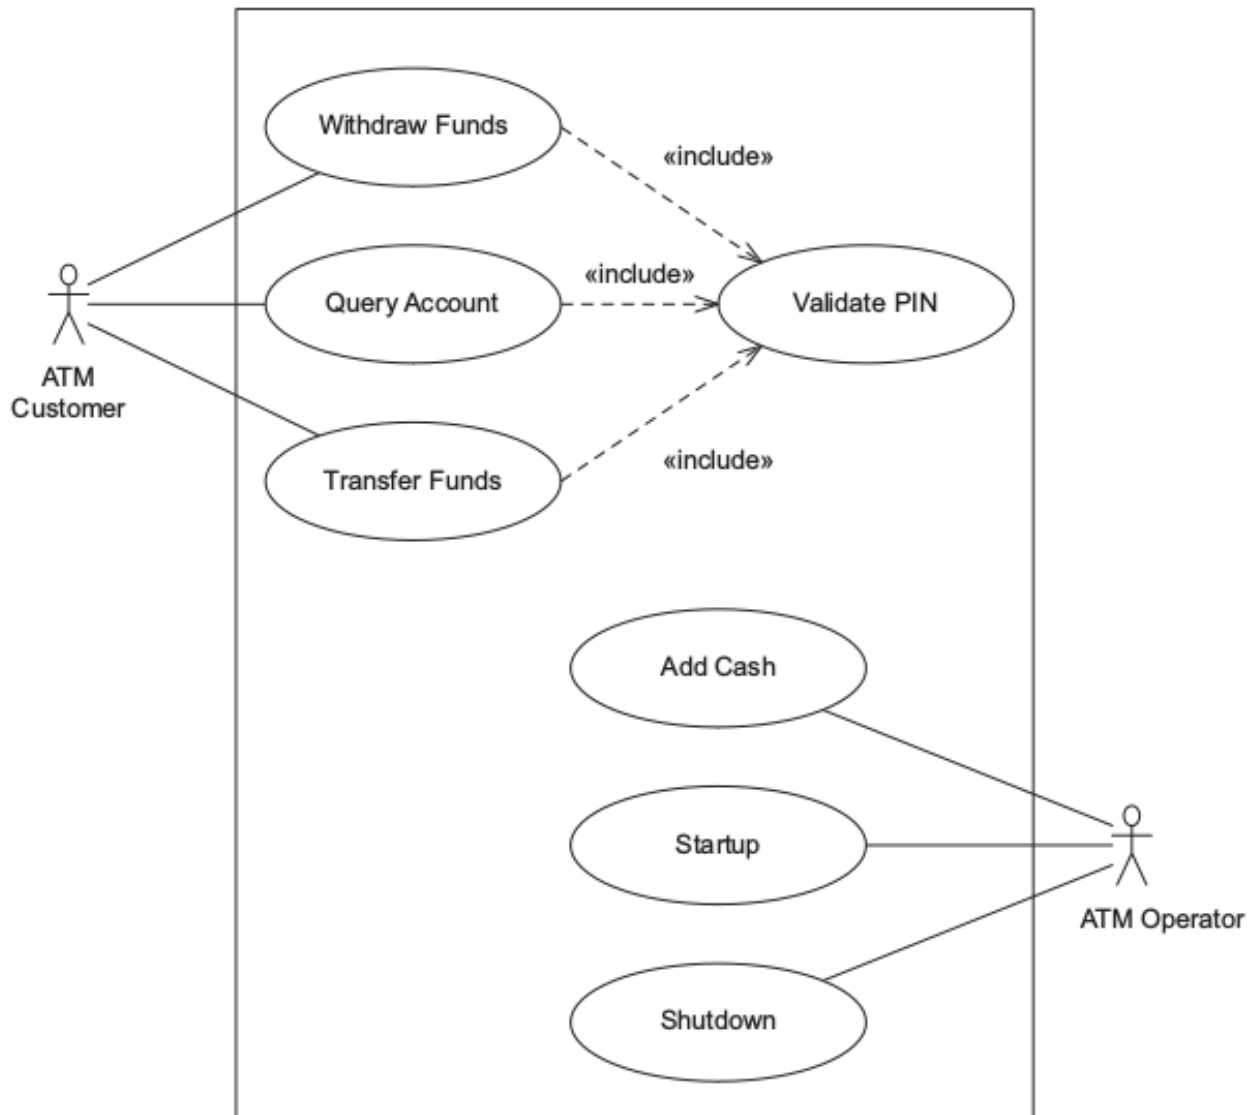 Withdraw Funds
«include»
«include»
Query Account
Validate PIN
ATM
Customer
«include»
Transfer Funds
Add Cash
Startup
ATM Operator
Shutdown